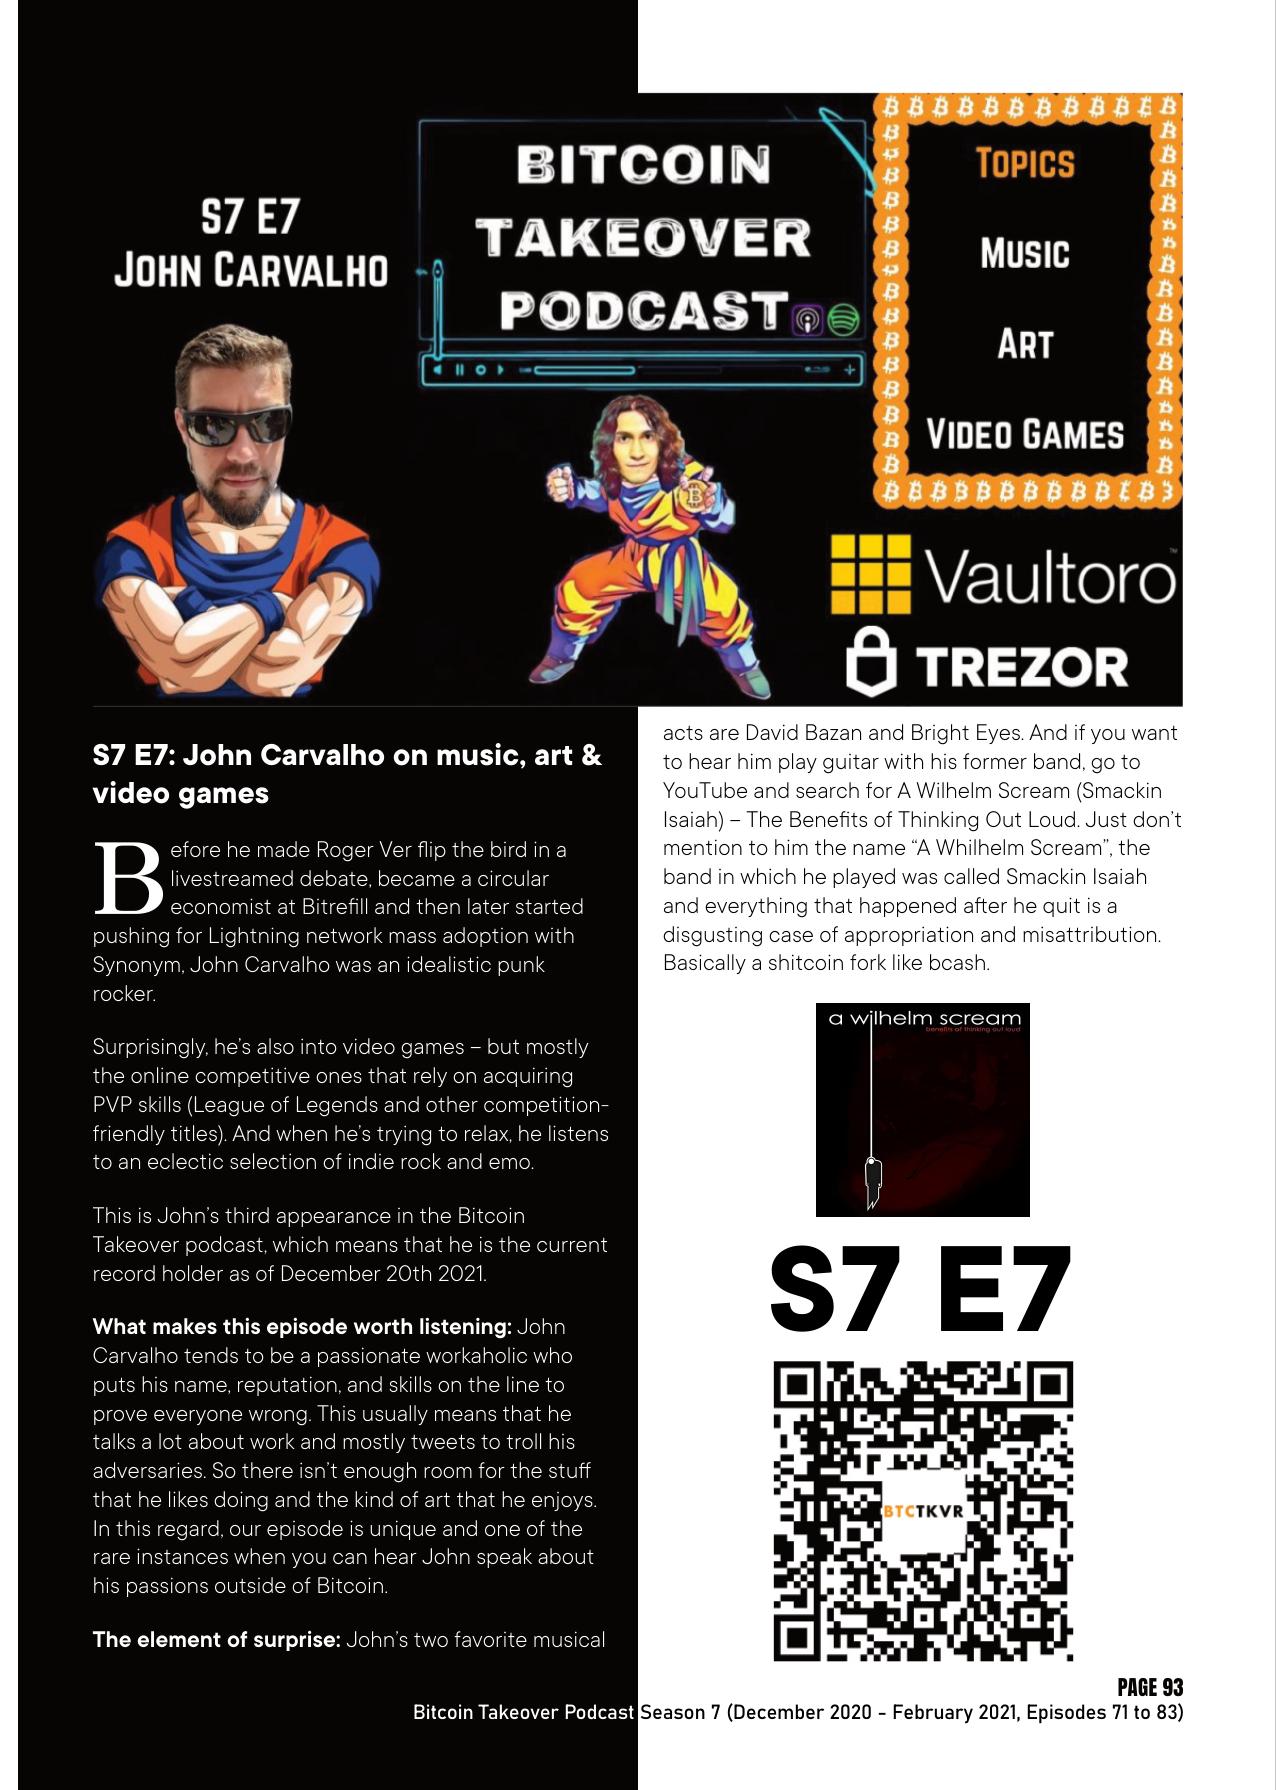 S7 E7
John Carvalho
BITCOIN
TAKEOVER
PODCAST
Topics
Music
Art
Video Games
Vaultoro™
TREZOR
S7 E7: John Carvalho on music, art &
video games
Before he made Roger Ver flip the bird in a
livestreamed debate, became a circular
economist at Bitrefill and then later started
pushing for Lightning network mass adoption with
Synonym, John Carvalho was an idealistic punk
rocker.
Surprisingly, he’s also into video games – but mostly
the online competitive ones that rely on acquiring
PVP skills (League of Legends and other competition-
friendly titles). And when he’s trying to relax, he listens
to an eclectic selection of indie rock and emo.
This is John’s third appearance in the Bitcoin
Takeover podcast, which means that he is the current
record holder as of December 20th 2021.
What makes this episode worth listening: John
Carvalho tends to be a passionate workaholic who
puts his name, reputation, and skills on the line to
prove everyone wrong. This usually means that he
talks a lot about work and mostly tweets to troll his
adversaries. So there isn’t enough room for the stuff
that he likes doing and the kind of art that he enjoys.
In this regard, our episode is unique and one of the
rare instances when you can hear John speak about
his passions outside of Bitcoin.
The element of surprise: John’s two favorite musical
acts are David Bazan and Bright Eyes. And if you want
to hear him play guitar with his former band, go to
YouTube and search for A Wilhelm Scream (Smackin
Isaiah) – The Benefits of Thinking Out Loud. Just don’t
mention to him the name “A Whilhelm Scream”, the
band in which he played was called Smackin Isaiah
and everything that happened after he quit is a
disgusting case of appropriation and misattribution.
Basically a shitcoin fork like bcash.
a wilhelm scream
benefits of thinking out loud
S7 E7
BTCTKVR
PAGE 93
Bitcoin Takeover Podcast Season 7 (December 2020 - February 2021, Episodes 71 to 83)